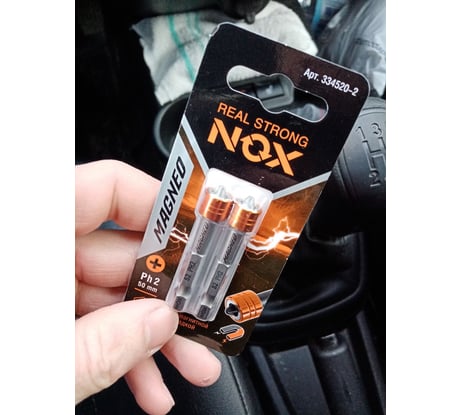 Арт. 334520-2
REAL STRONG
NOX
MAGNEO
Ph 2
50 mm